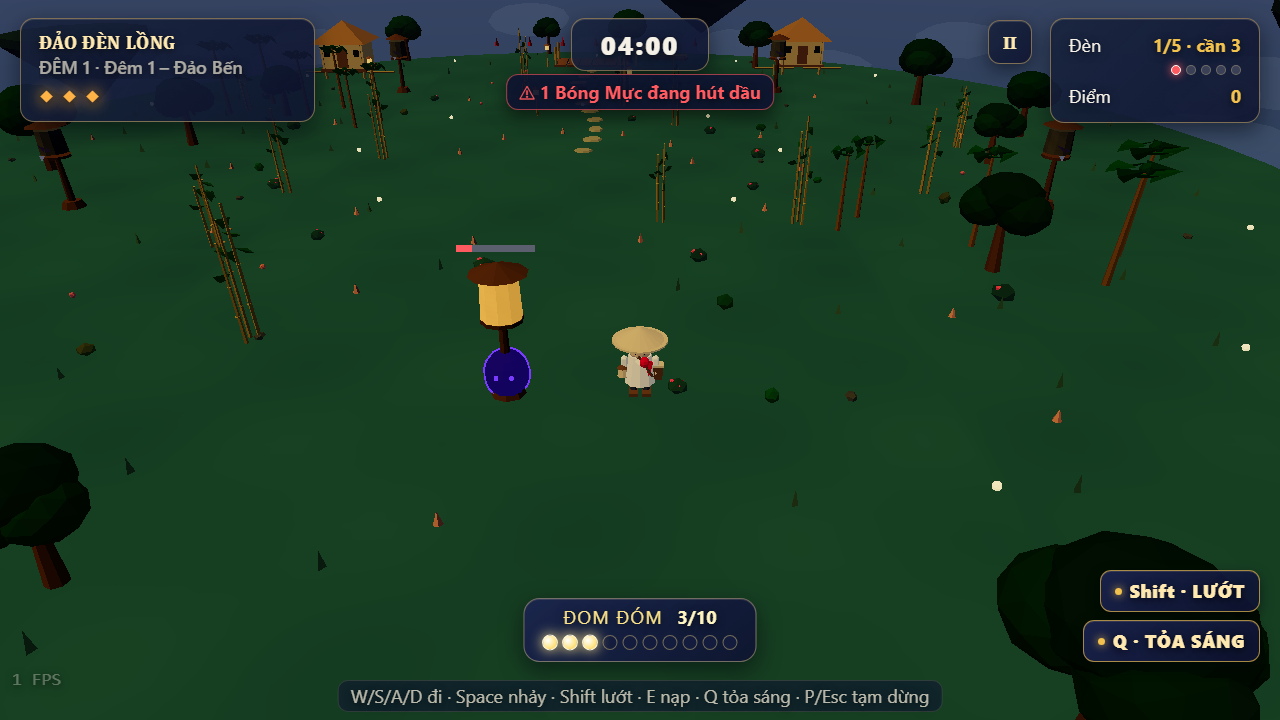 ĐẢO ĐÈN LỒNG
ĐÊM 1 · Đêm 1 – Đảo Bến
04:00
⚠ 1 Bóng Mực đang hút dầu
II
Đèn 1/5 · cần 3
Điểm 0
Shift · LƯỚT
Q · TỎA SÁNG
ĐOM ĐÓM 3/10
1 FPS
W/S/A/D đi · Space nhảy · Shift lướt · E nạp · Q tỏa sáng · P/Esc tạm dừng